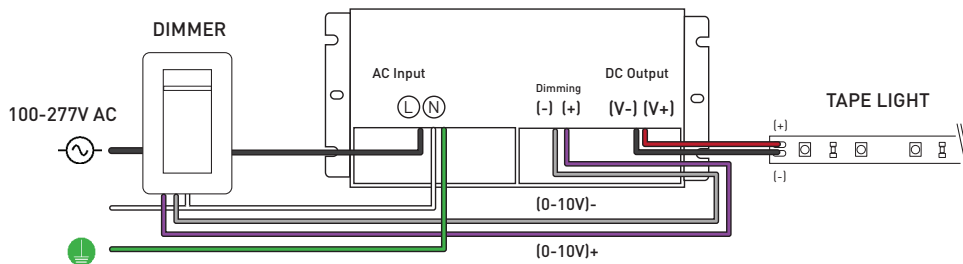 DIMMER
AC Input
DC Output
Dimming
L N
(-) (+)
(V-) (V+)
100-277V AC
TAPE LIGHT
(+)
(-)
(0-10V)-
(0-10V)+